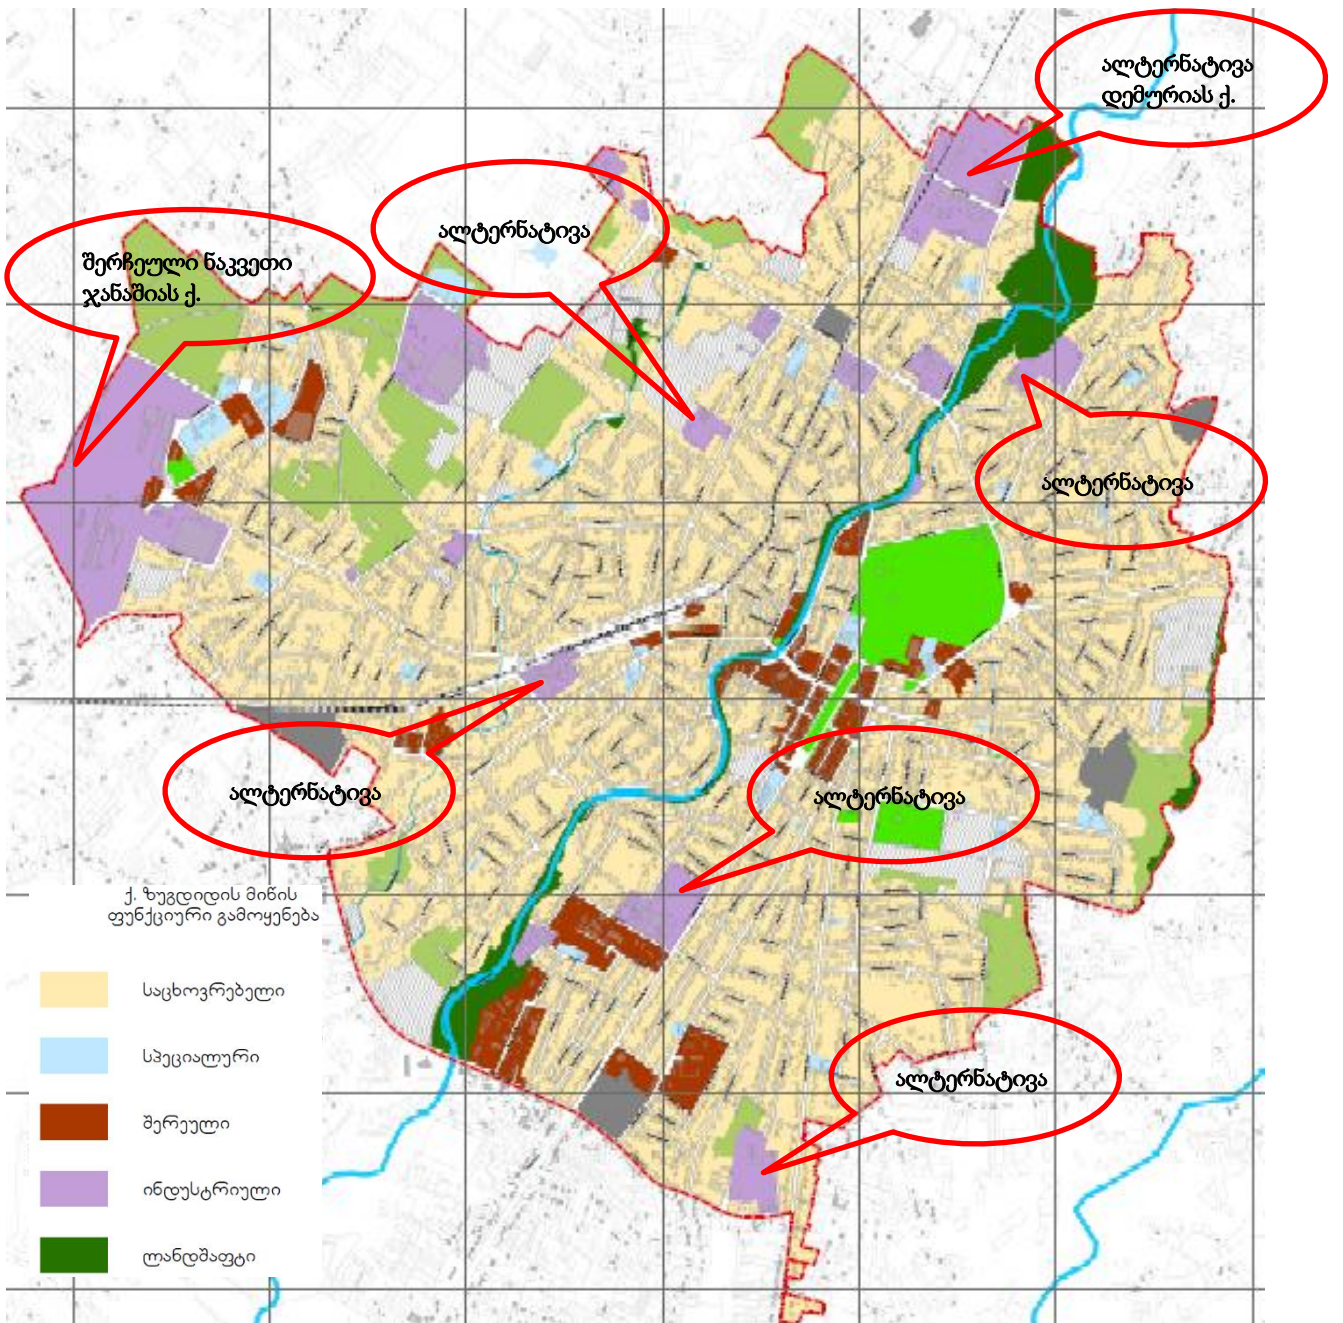 ალტერნატივა
დემურიას ქ.
ალტერნატივა
შერჩეული ნაკვეთი
ჯანაშიას ქ.
ალტერნატივა
ალტერნატივა
ალტერნატივა
ალტერნატივა
ქ. ზუგდიდის მიწის
ფუნქციური გამოყენება
საცხოვრებელი
სპეციალური
შერეული
ინდუსტრიული
ლანდშაფტი